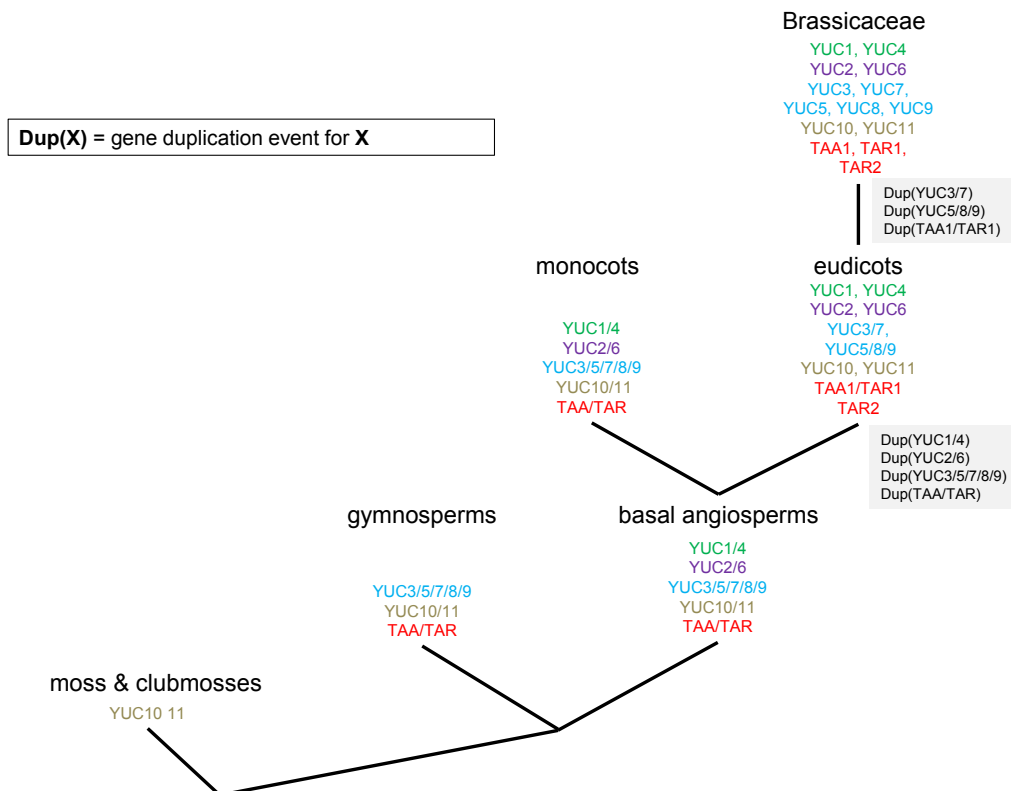 Brassicaceae
YUC1, YUC4
YUC2, YUC6
YUC3, YUC7,
YUC5, YUC8, YUC9
YUC10, YUC11
TAA1, TAR1,
TAR2
Dup(X) = gene duplication event for X
Dup(YUC3/7)
Dup(YUC5/8/9)
Dup(TAA1/TAR1)
monocots
YUC1/4
YUC2/6
YUC3/5/7/8/9
YUC10/11
TAA/TAR
eudicots
YUC1, YUC4
YUC2, YUC6
YUC3/7,
YUC5/8/9
YUC10, YUC11
TAA1/TAR1
TAR2
Dup(YUC1/4)
Dup(YUC2/6)
Dup(YUC3/5/7/8/9)
Dup(TAA/TAR)
gymnosperms
YUC3/5/7/8/9
YUC10/11
TAA/TAR
basal angiosperms
YUC1/4
YUC2/6
YUC3/5/7/8/9
YUC10/11
TAA/TAR
moss & clubmosses
YUC10 11